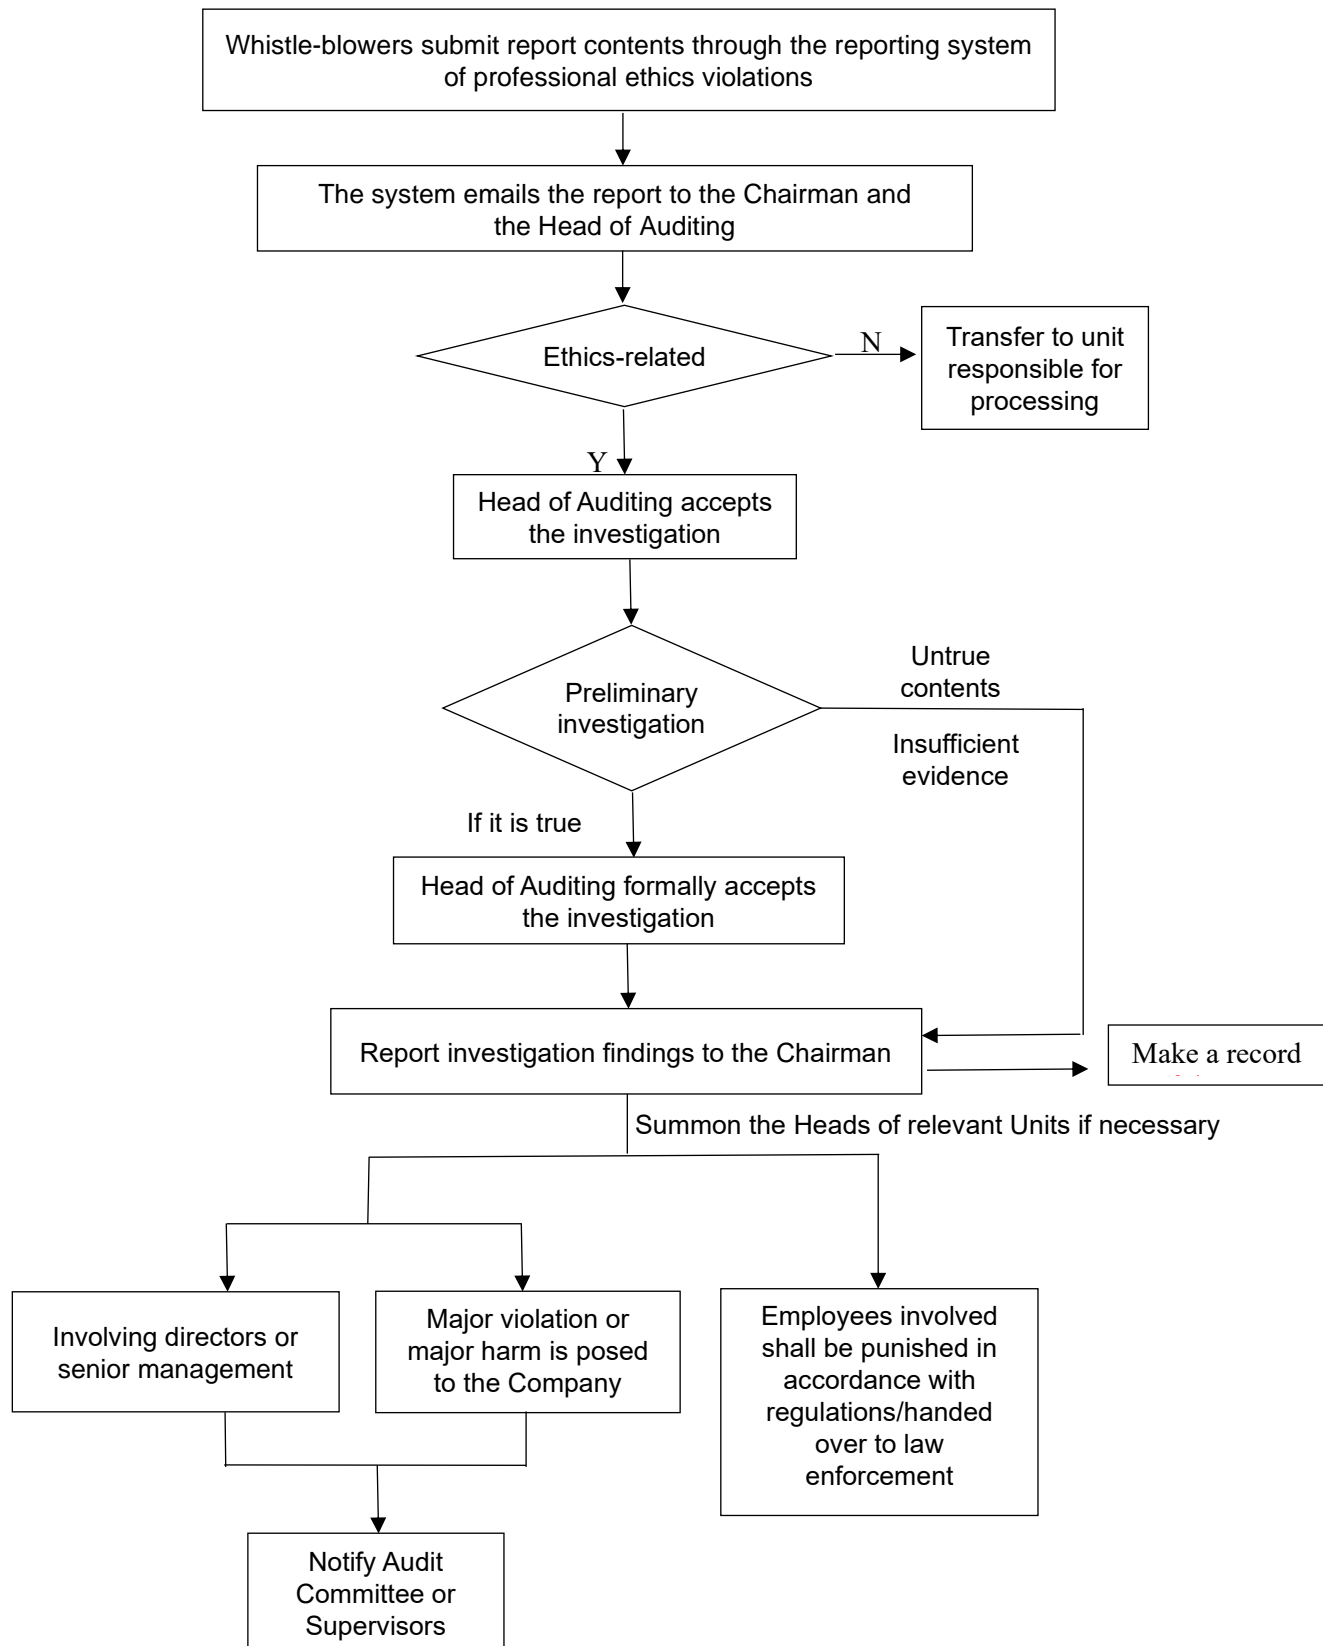 Whistle-blowers submit report contents through the reporting system
of professional ethics violations
The system emails the report to the Chairman and
the Head of Auditing
Ethics-related
N
Transfer to unit
responsible for
processing
Y
Head of Auditing accepts
the investigation
Preliminary
investigation
Untrue
contents
Insufficient
evidence
If it is true
Head of Auditing formally accepts
the investigation
Report investigation findings to the Chairman
Make a record
Summon the Heads of relevant Units if necessary
Involving directors or
senior management
Major violation or
major harm is posed
to the Company
Employees involved
shall be punished in
accordance with
regulations/handed
over to law
enforcement
Notify Audit
Committee or
Supervisors